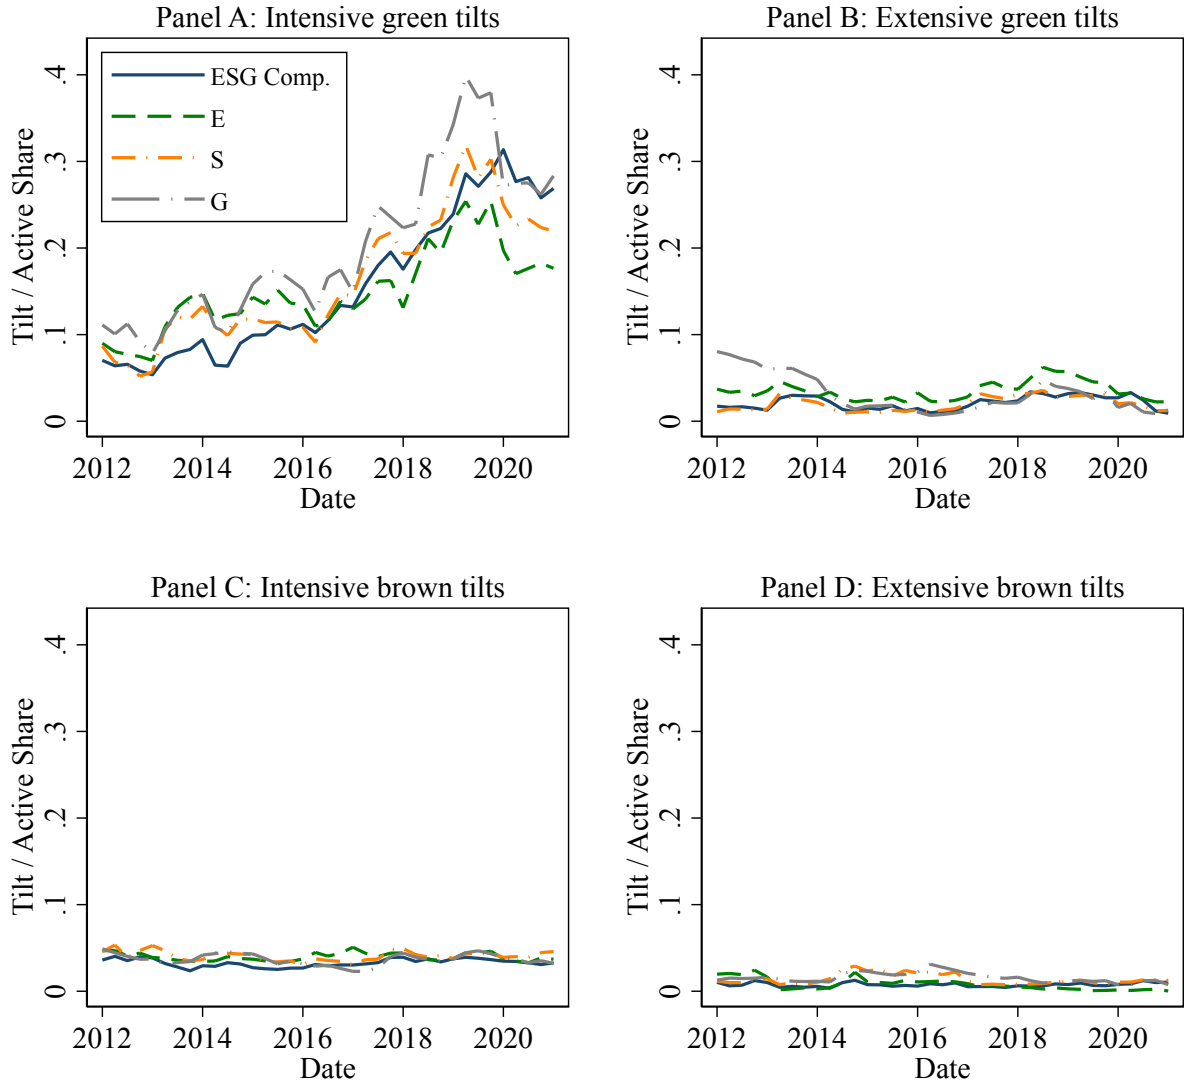 Panel A: Intensive green tilts
Tilt / Active Share
.4
.3
.2
.1
0
ESG Comp.
E
S
G
2012 2014 2016 2018 2020
Date
Panel B: Extensive green tilts
Tilt / Active Share
.4
.3
.2
.1
0
2012 2014 2016 2018 2020
Date
Panel C: Intensive brown tilts
Tilt / Active Share
.4
.3
.2
.1
0
2012 2014 2016 2018 2020
Date
Panel D: Extensive brown tilts
Tilt / Active Share
.4
.3
.2
.1
0
2012 2014 2016 2018 2020
Date